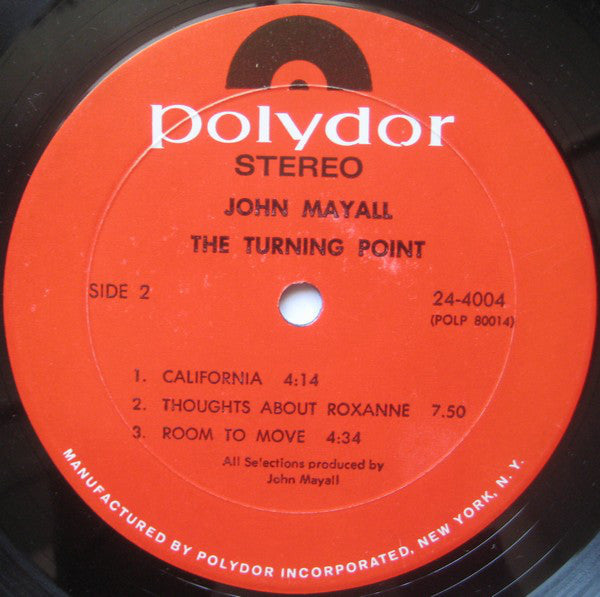 polydor
STEREO
JOHN MAYALL
THE TURNING POINT
SIDE 2
24-4004
(POLP 80014)
1. CALIFORNIA 4:14
2. THOUGHTS ABOUT ROXANNE 7.50
3. ROOM TO MOVE 4:34
All Selections produced by
John Mayall
MANUFACTURED BY POLYDOR INCORPORATED, NEW YORK, N. Y.